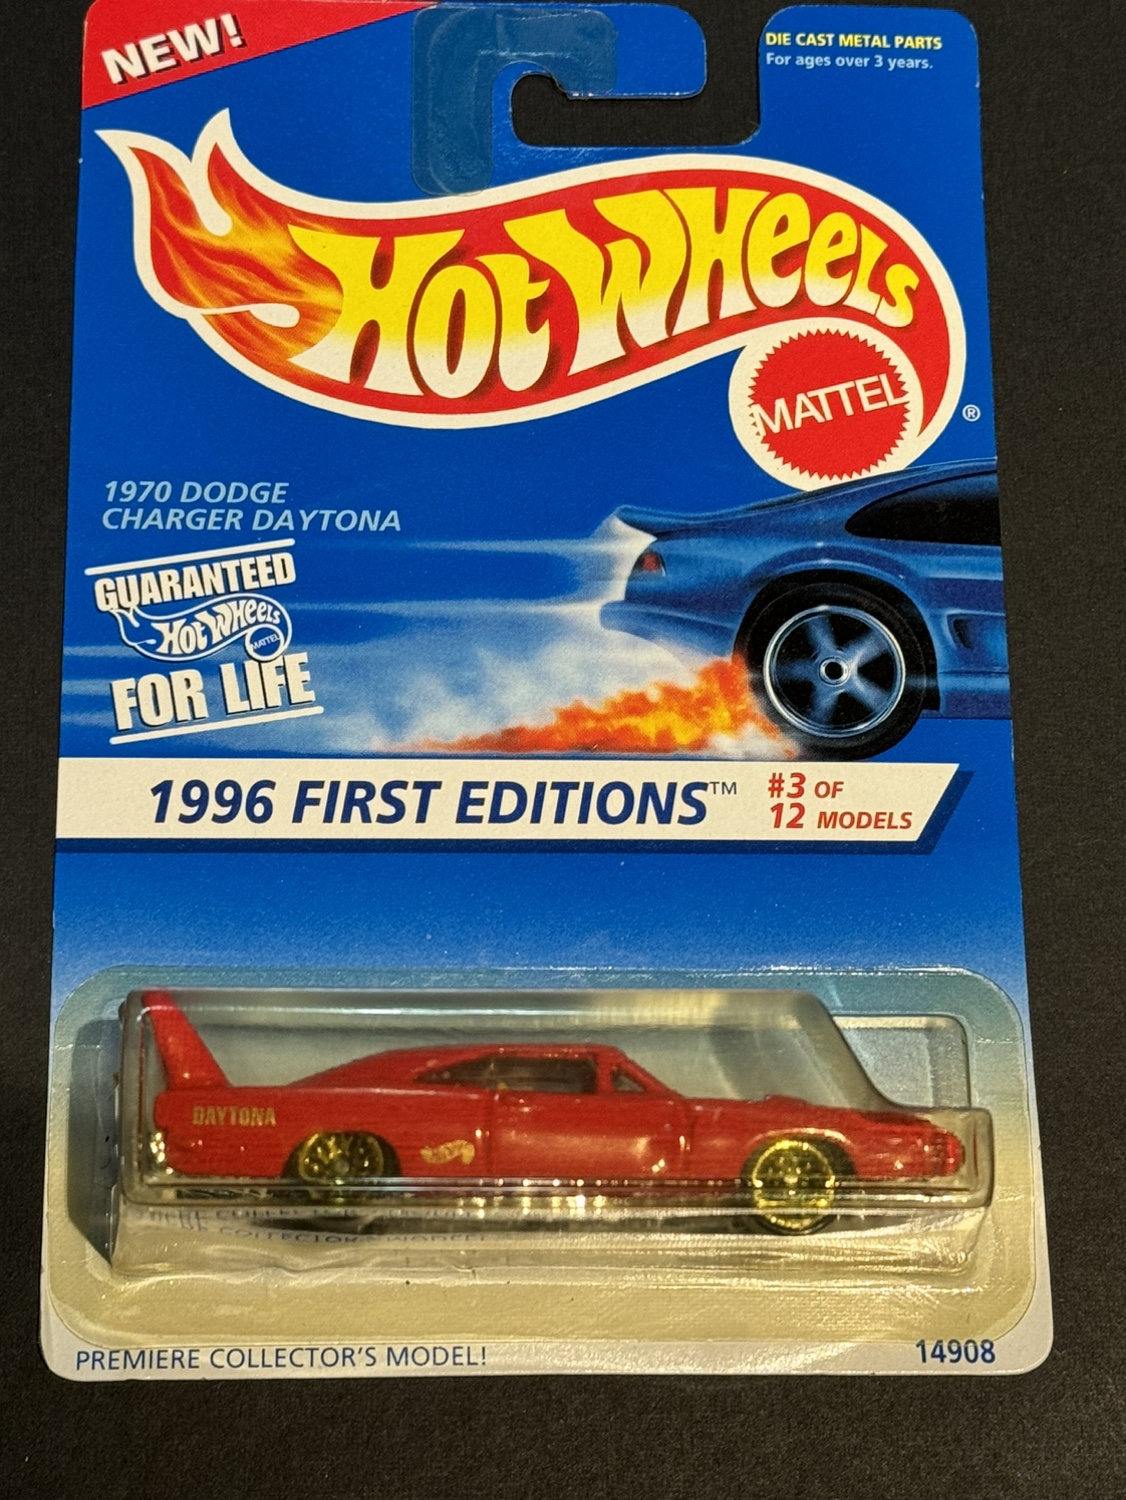 NEW!
DIE CAST METAL PARTS
For ages over 3 years.
HOT WHEELS
MATTEL
®
1970 DODGE
CHARGER DAYTONA
GUARANTEED
HOT WHEELS
MATTEL
FOR LIFE
1996 FIRST EDITIONS™
#3 OF
12 MODELS
DAYTONA
PREMIERE COLLECTOR'S MODEL!
14908